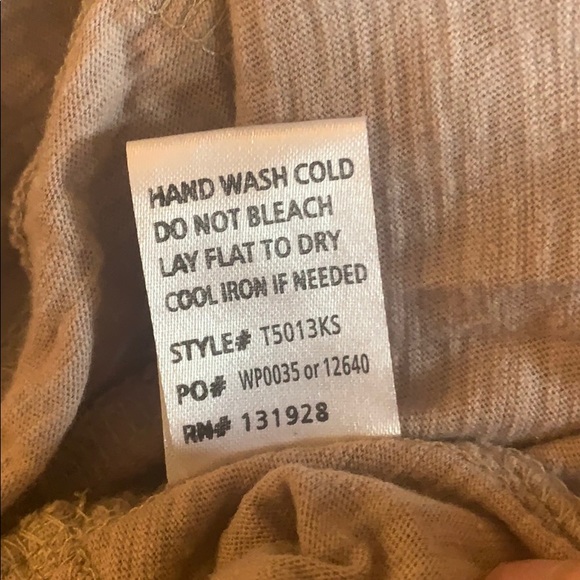 HAND WASH COLD
DO NOT BLEACH
LAY FLAT TO DRY
COOL IRON IF NEEDED
STYLE# T5013KS
PO# WP0035 or 12640
RN# 131928